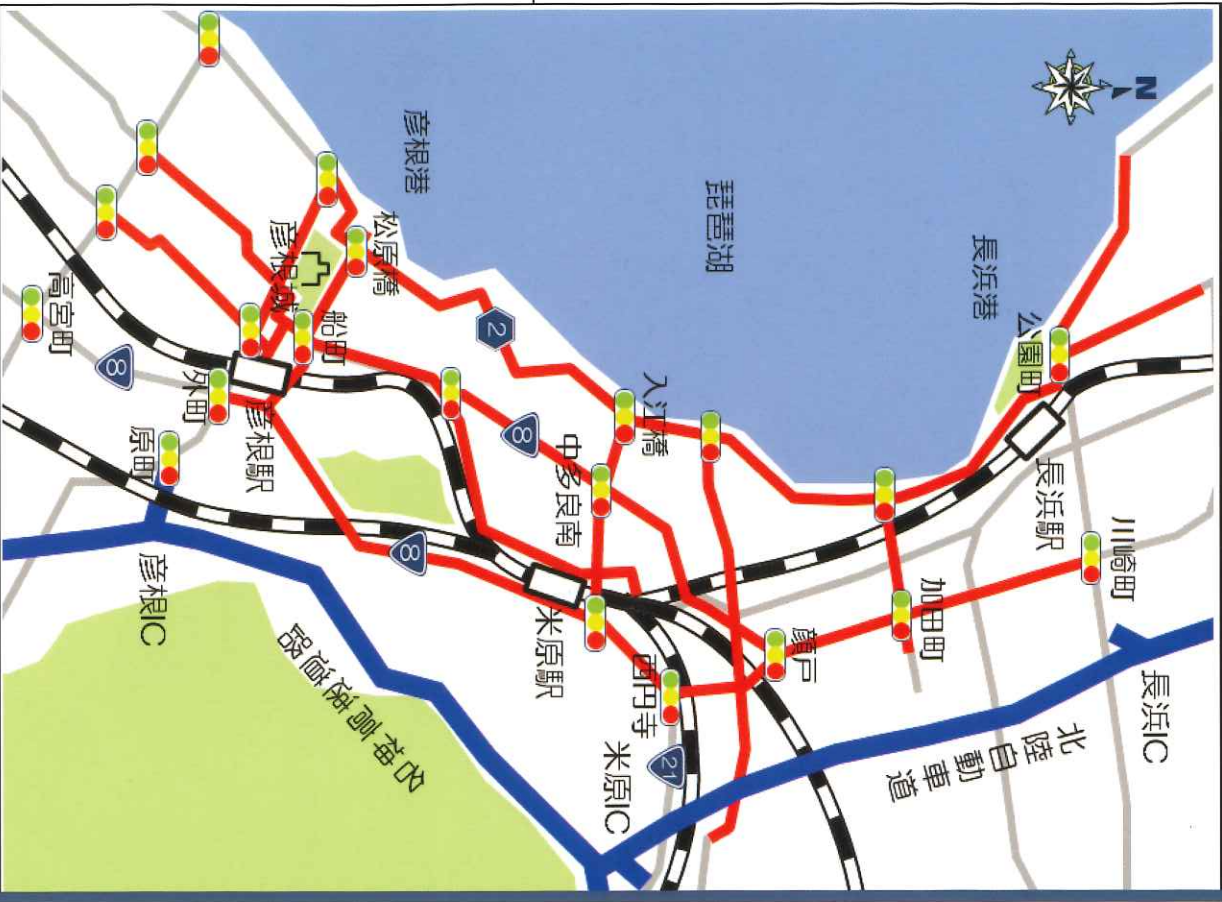 N
琵琶湖
彦根港
長浜港
松原橋
彦根城
船町
公園町
入江橋
長浜駅
川崎町
2
8
中多良南
8
外町
高宮町
彦根駅
原町
8
加田町
顔戸
米原駅
西円寺
彦根IC
長浜IC
21
米原IC
名神高速道路
北陸自動車道